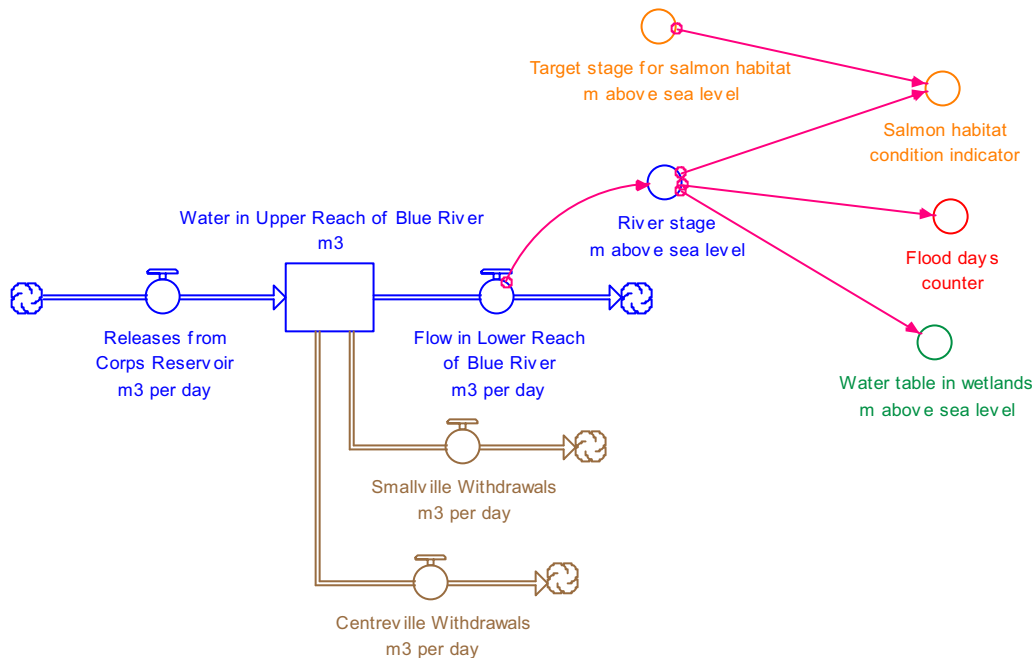 Target stage for salmon habitat
m above sea level
Salmon habitat
condition indicator
Water in Upper Reach of Blue River
m3
River stage
m above sea level
Flood days
counter
Releases from
Corps Reservoir
m3 per day
Flow in Lower Reach
of Blue River
m3 per day
Water table in wetlands
m above sea level
Smallville Withdrawals
m3 per day
Centreville Withdrawals
m3 per day